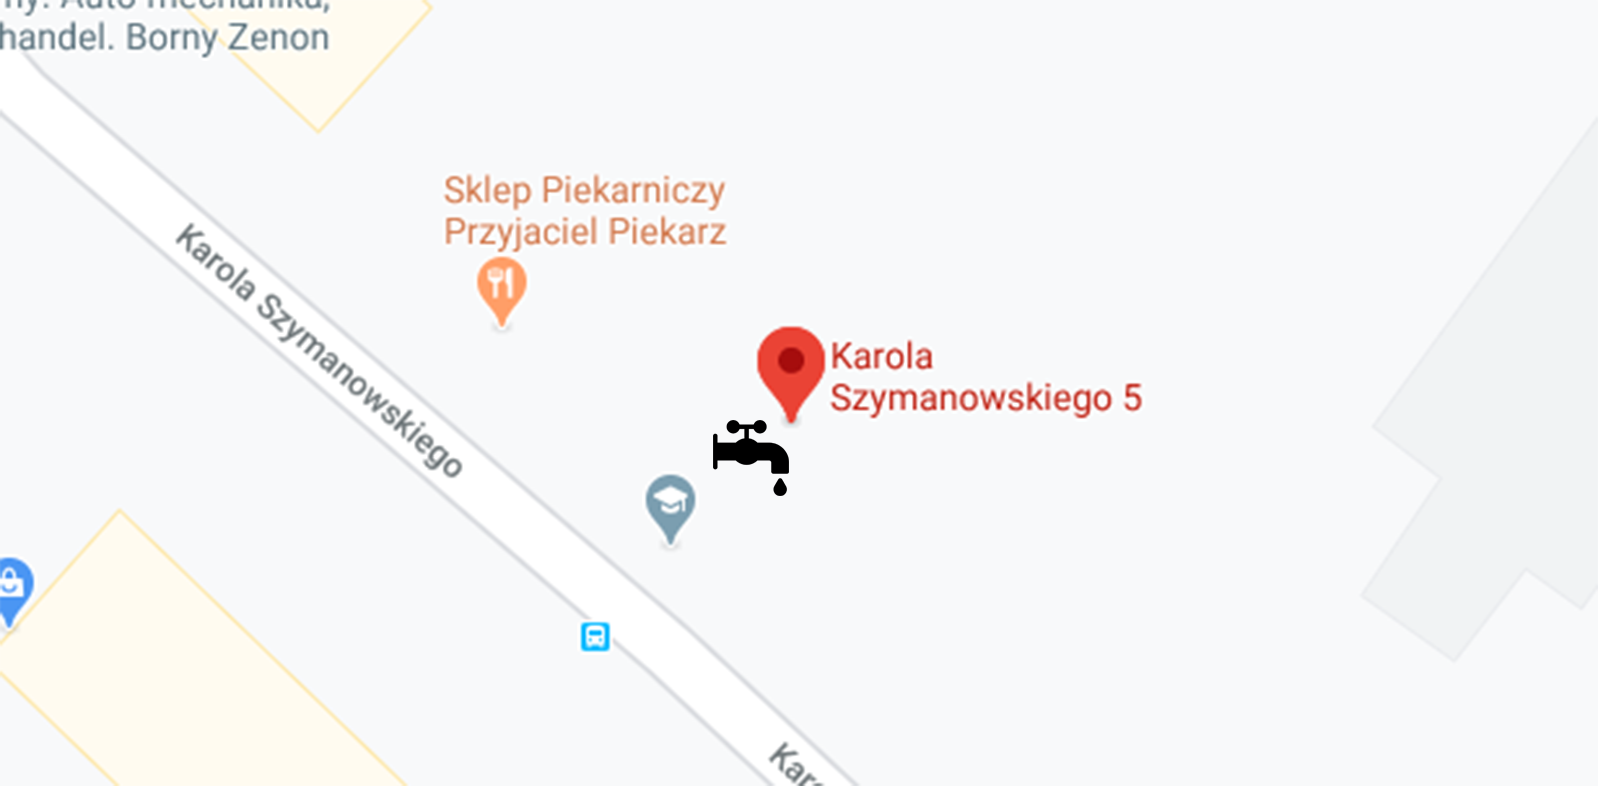 handel. Borny Zenon
Sklep Piekarniczy
Przyjaciel Piekarz
Karola Szymanowskiego
Karola
Szymanowskiego 5